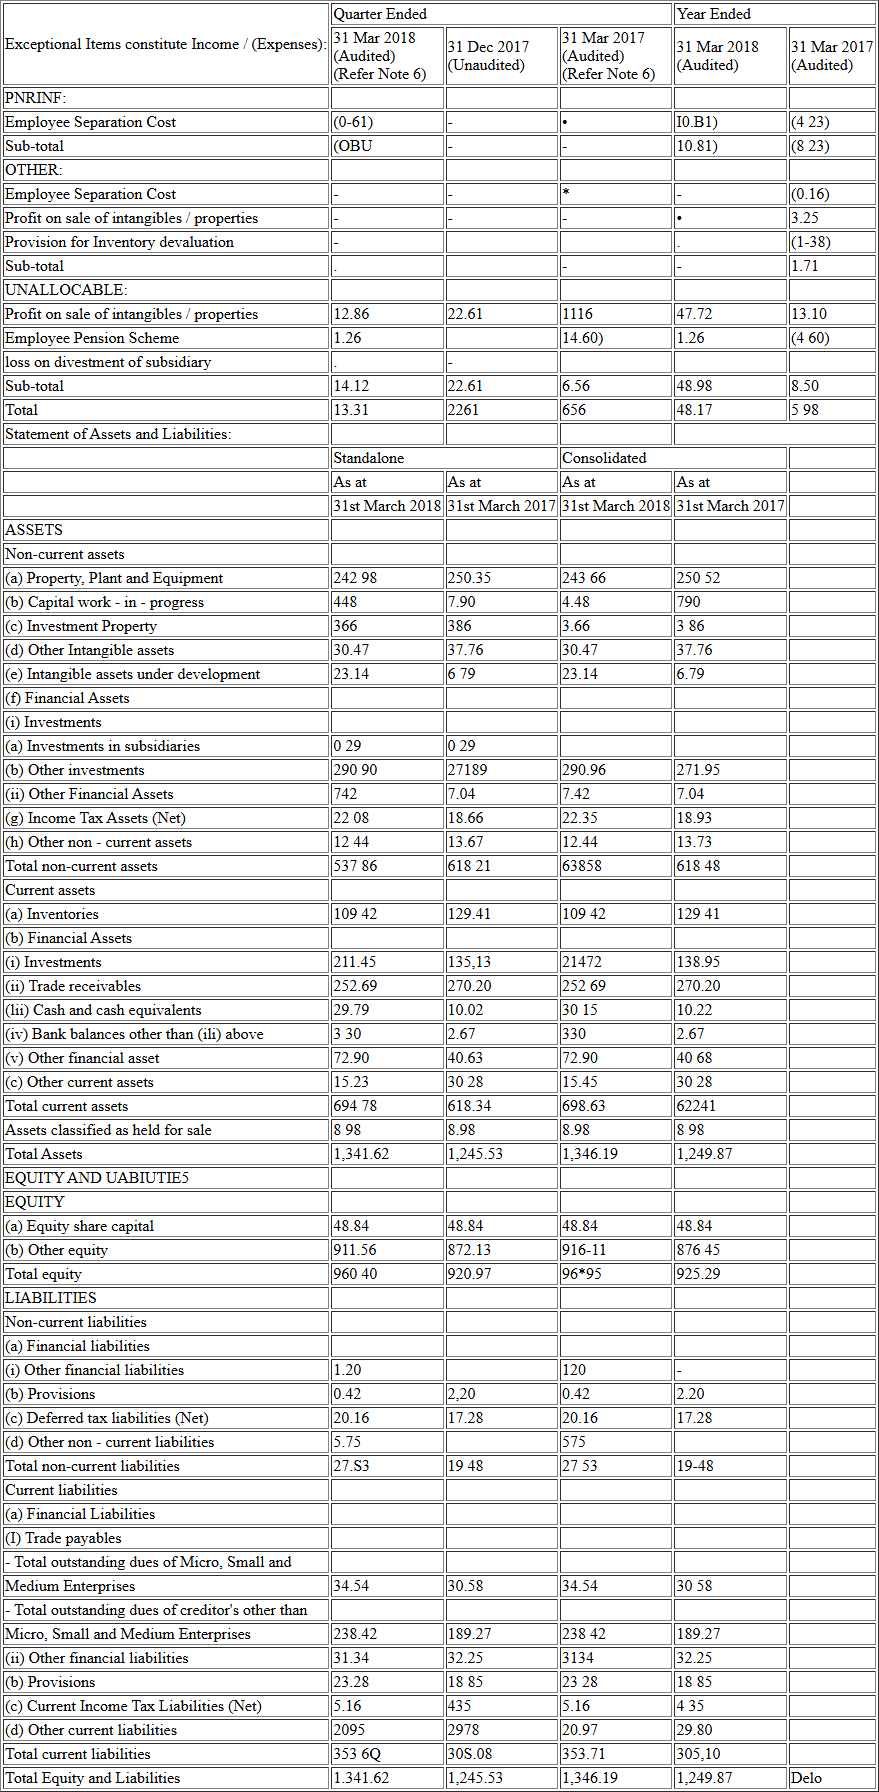 Exceptional Items constitute Income / (Expenses): Quarter Ended Year Ended
31 Mar 2018 (Audited) (Refer Note 6) 31 Dec 2017 (Unaudited) 31 Mar 2017 (Audited) (Refer Note 6) 31 Mar 2018 (Audited) 31 Mar 2017 (Audited)
PNRINF:
Employee Separation Cost (0-61) - • I0.B1) (4 23)
Sub-total (OBU - - 10.81) (8 23)
OTHER:
Employee Separation Cost - - * - (0.16)
Profit on sale of intangibles / properties - - - • 3.25
Provision for Inventory devaluation - . (1-38)
Sub-total . - - 1.71
UNALLOCABLE:
Profit on sale of intangibles / properties 12.86 22.61 1116 47.72 13.10
Employee Pension Scheme 1.26 14.60) 1.26 (4 60)
loss on divestment of subsidiary . -
Sub-total 14.12 22.61 6.56 48.98 8.50
Total 13.31 2261 656 48.17 5 98
Statement of Assets and Liabilities:
Standalone Consolidated
As at As at As at As at
31st March 2018 31st March 2017 31st March 2018 31st March 2017
ASSETS
Non-current assets
(a) Property, Plant and Equipment 242 98 250.35 243 66 250 52
(b) Capital work - in - progress 448 7.90 4.48 790
(c) Investment Property 366 386 3.66 3 86
(d) Other Intangible assets 30.47 37.76 30.47 37.76
(e) Intangible assets under development 23.14 6 79 23.14 6.79
(f) Financial Assets
(i) Investments
(a) Investments in subsidiaries 0 29 0 29
(b) Other investments 290 90 27189 290.96 271.95
(ii) Other Financial Assets 742 7.04 7.42 7.04
(g) Income Tax Assets (Net) 22 08 18.66 22.35 18.93
(h) Other non - current assets 12 44 13.67 12.44 13.73
Total non-current assets 537 86 618 21 63858 618 48
Current assets
(a) Inventories 109 42 129.41 109 42 129 41
(b) Financial Assets
(i) Investments 211.45 135,13 21472 138.95
(ii) Trade receivables 252.69 270.20 252 69 270.20
(lii) Cash and cash equivalents 29.79 10.02 30 15 10.22
(iv) Bank balances other than (ili) above 3 30 2.67 330 2.67
(v) Other financial asset 72.90 40.63 72.90 40 68
(c) Other current assets 15.23 30 28 15.45 30 28
Total current assets 694 78 618.34 698.63 62241
Assets classified as held for sale 8 98 8.98 8.98 8 98
Total Assets 1,341.62 1,245.53 1,346.19 1,249.87
EQUITY AND UABIUTIE5
EQUITY
(a) Equity share capital 48.84 48.84 48.84 48.84
(b) Other equity 911.56 872.13 916-11 876 45
Total equity 960 40 920.97 96*95 925.29
LIABILITIES
Non-current liabilities
(a) Financial liabilities
(i) Other financial liabilities 1.20 120 -
(b) Provisions 0.42 2,20 0.42 2.20
(c) Deferred tax liabilities (Net) 20.16 17.28 20.16 17.28
(d) Other non - current liabilities 5.75 575
Total non-current liabilities 27.S3 19 48 27 53 19-48
Current liabilities
(a) Financial Liabilities
(I) Trade payables
- Total outstanding dues of Micro, Small and
Medium Enterprises 34.54 30.58 34.54 30 58
- Total outstanding dues of creditor's other than
Micro, Small and Medium Enterprises 238.42 189.27 238 42 189.27
(ii) Other financial liabilities 31.34 32.25 3134 32.25
(b) Provisions 23.28 18 85 23 28 18 85
(c) Current Income Tax Liabilities (Net) 5.16 435 5.16 4 35
(d) Other current liabilities 2095 2978 20.97 29.80
Total current liabilities 353 6Q 30S.08 353.71 305,10
Total Equity and Liabilities 1.341.62 1,245.53 1,346.19 1,249.87 Delo